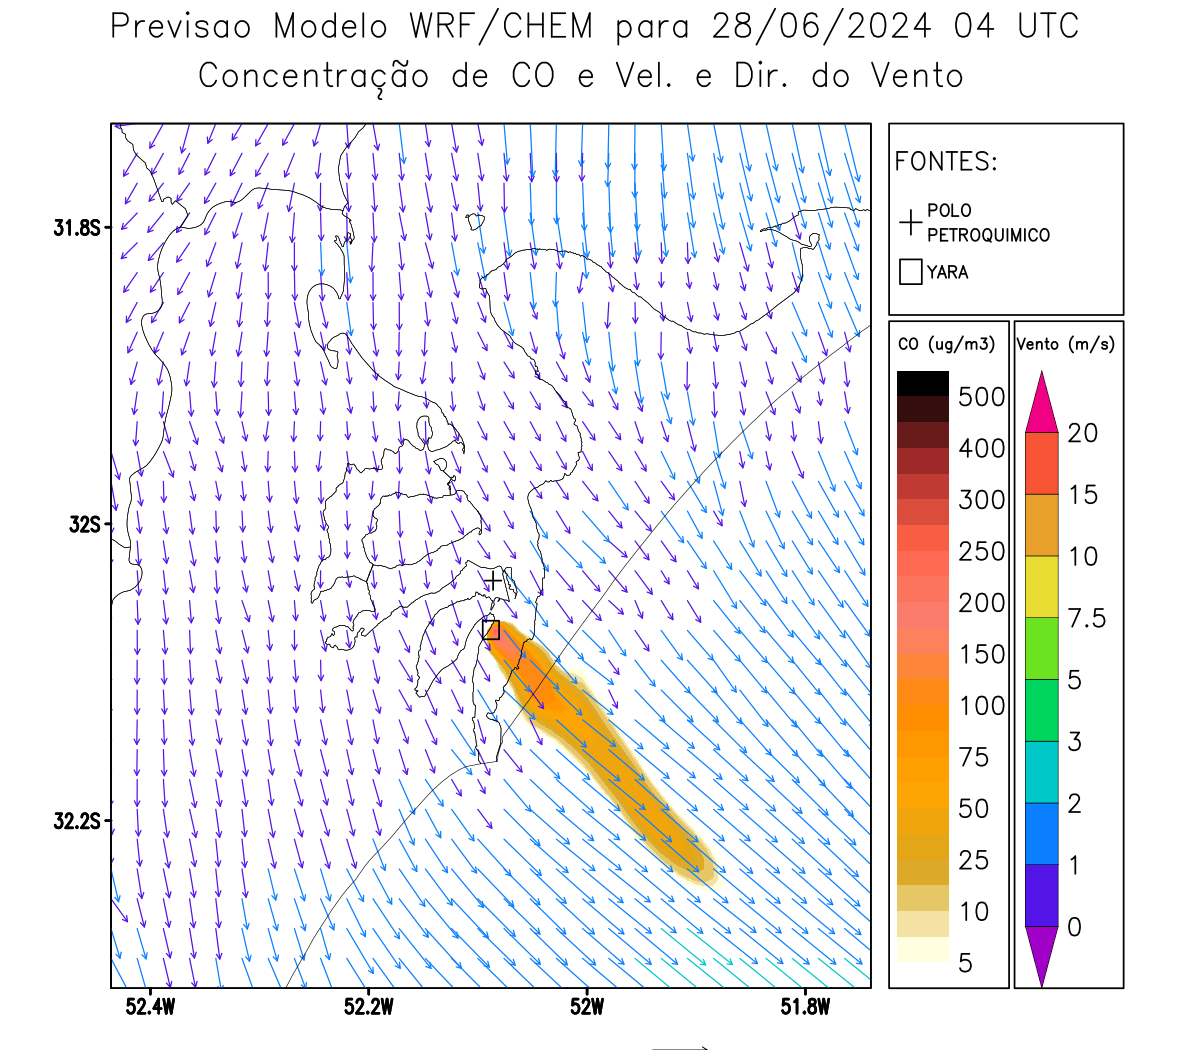 Previsao Modelo WRF/CHEM para 28/06/2024 04 UTC
Concentração de CO e Vel. e Dir. do Vento
FONTES:
POLO
PETROQUIMICO
YARA
CO (ug/m3)
500
400
300
250
200
150
100
75
50
25
10
5
Vento (m/s)
20
15
10
7.5
5
3
2
1
0
31.8S
32S
32.2S
52.4W
52.2W
52W
51.8W